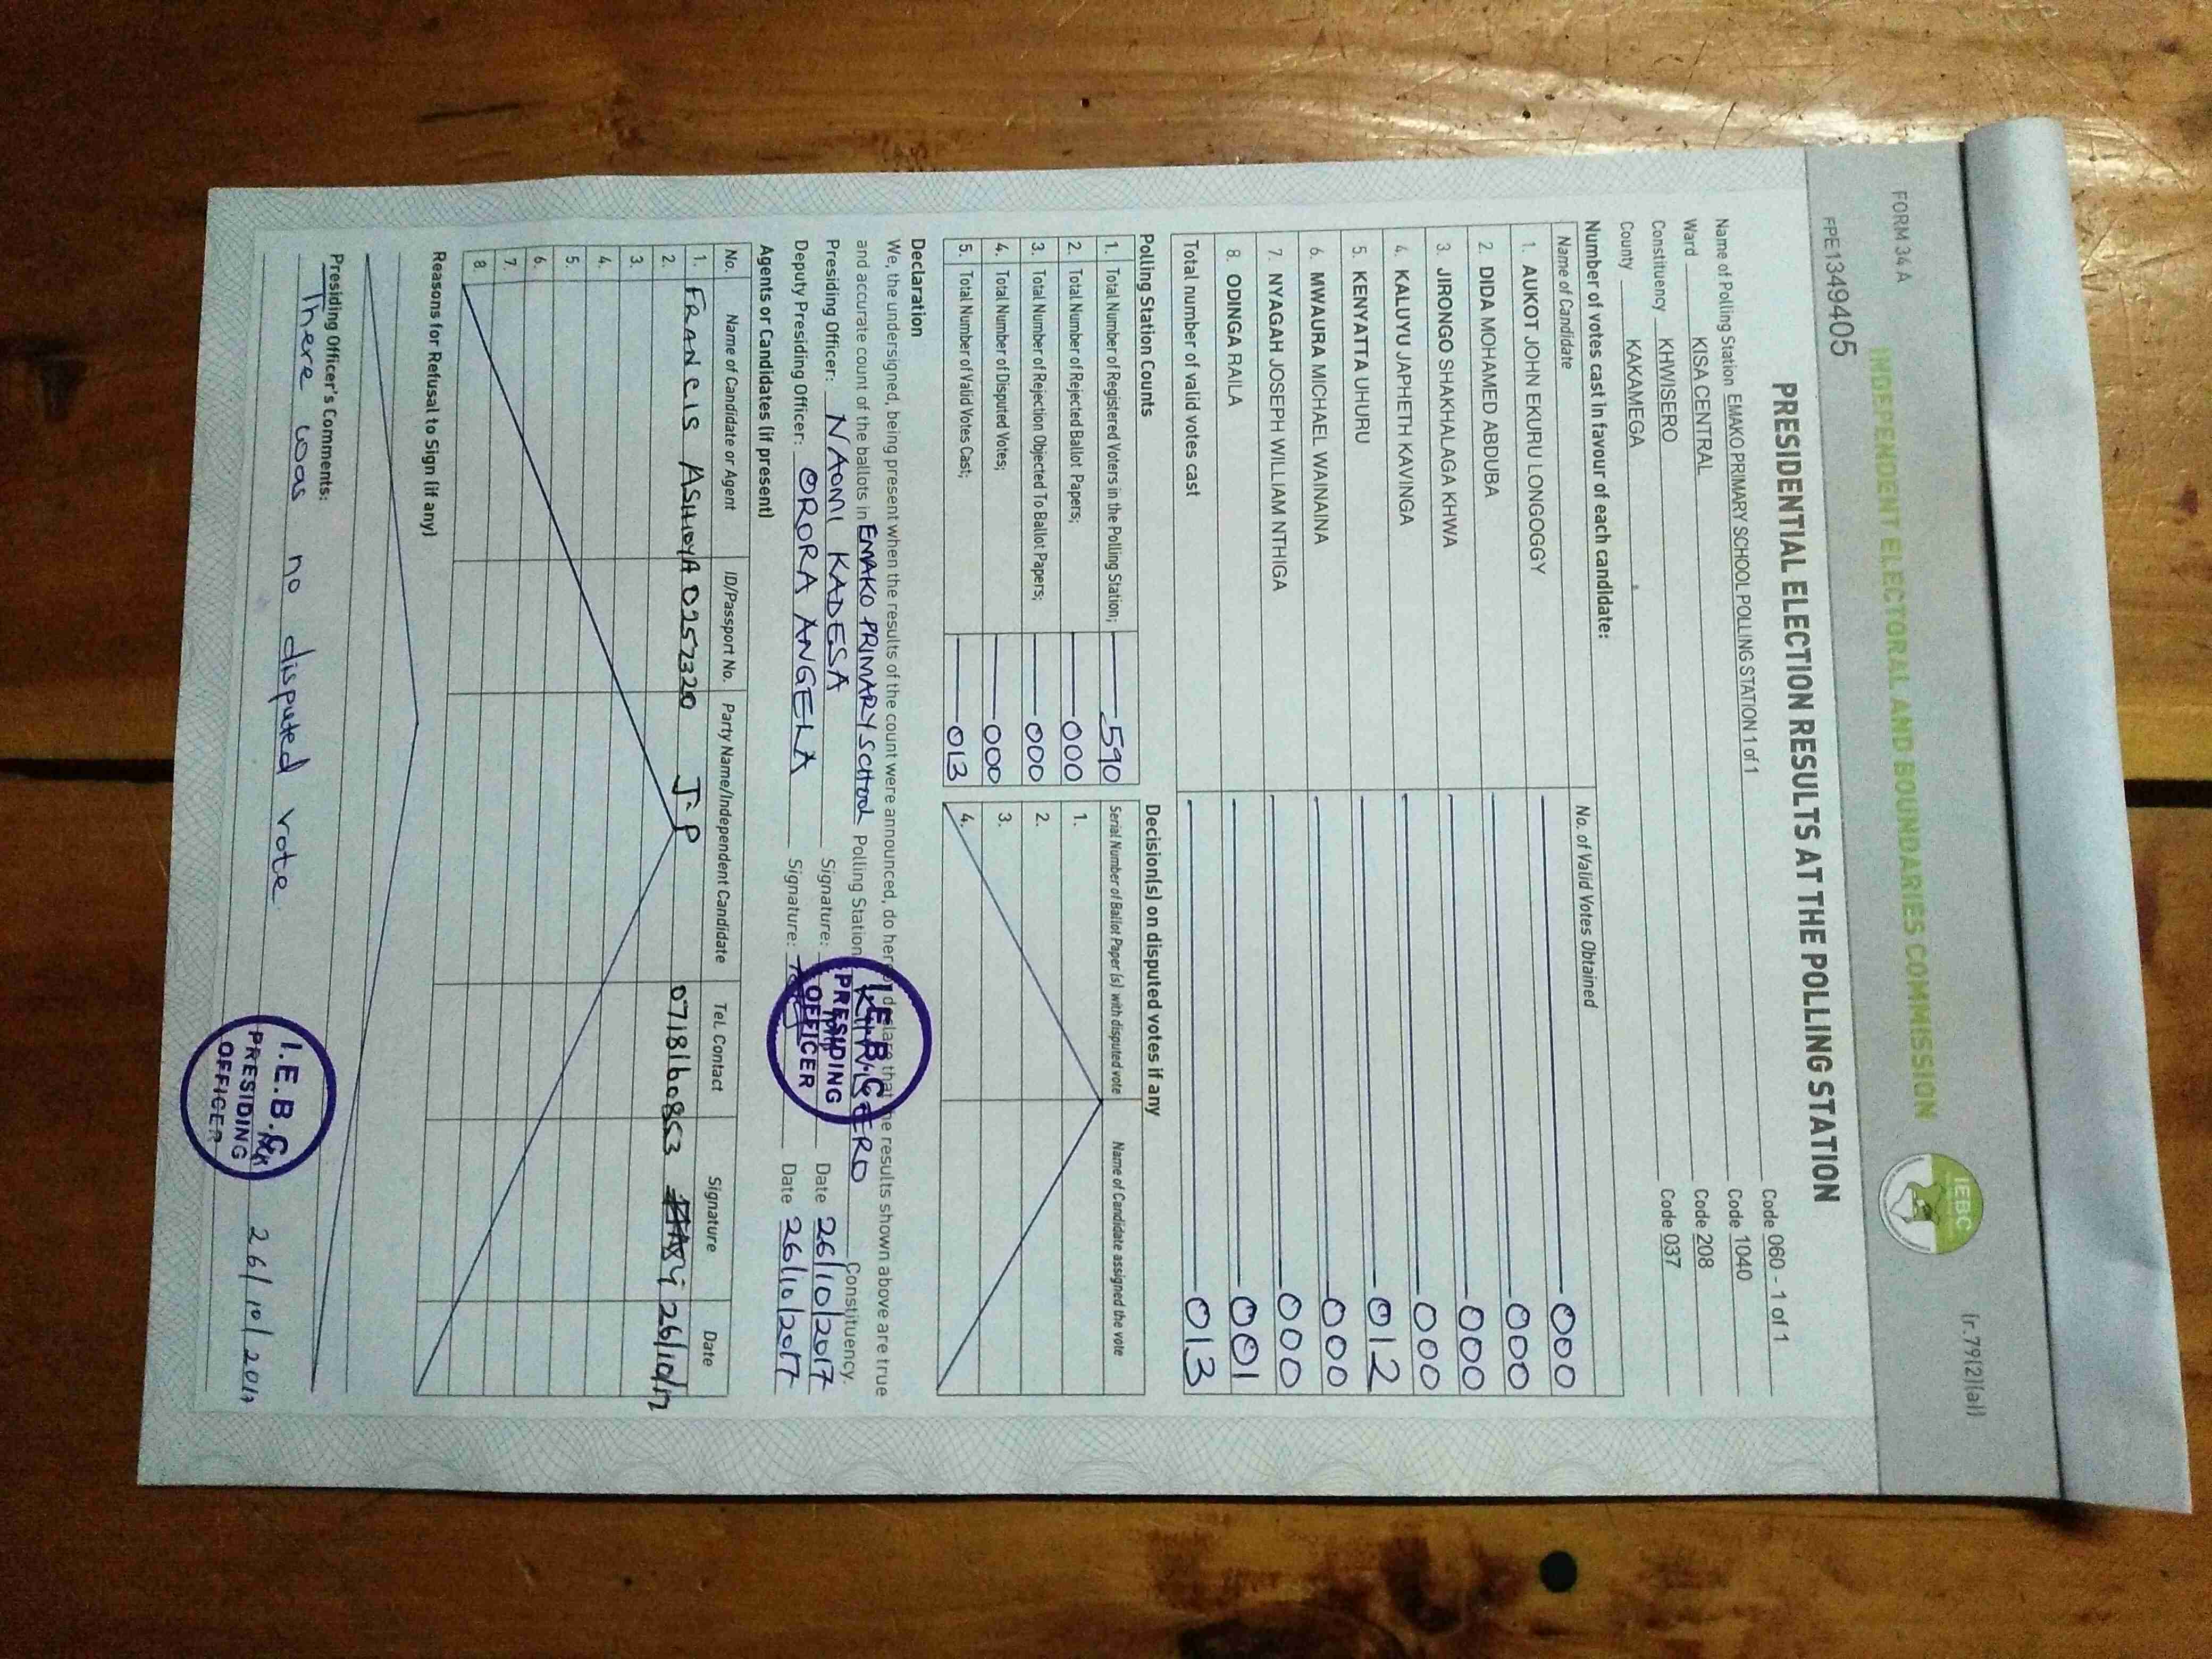 FORM 34 A
(r.79(2)(a))
INDEPENDENT ELECTORAL AND BOUNDARIES COMMISSION
IEBC
PRE1349405
PRESIDENTIAL ELECTION RESULTS AT THE POLLING STATION
Name of Polling Station EMAKO PRIMARY SCHOOL POLLING STATION 1 of 1 Code 060 - 1 of 1
Ward KISA CENTRAL Code 1040
Constituency KHWISERO Code 208
County KAKAMEGA Code 037
Number of votes cast in favour of each candidate:
Name of Candidate No. of Valid Votes Obtained
1. AUKOT JOHN EKURU LONGOGGY 000
2. DIDA MOHAMED ABDUBA 000
3. JIRONGO SHAKHALAGA KHWA 000
4. KALUYU JAPHETH KAVINGA 000
5. KENYATTA UHURU 012
6. MWAURA MICHAEL WAINAINA 000
7. NYAGAH JOSEPH WILLIAM NTHIGA 000
8. ODINGA RAILA 001
Total number of valid votes cast 013
Polling Station Counts
1. Total Number of Registered Voters in the Polling Station; 590
2. Total Number of Rejected Ballot Papers; 000
3. Total Number of Rejection Objected To Ballot Papers; 000
4. Total Number of Disputed Votes; 000
5. Total Number of Valid Votes Cast; 013
Decision(s) on disputed votes if any
Serial Number of Ballot Paper (s) with disputed vote Name of Candidate assigned the vote
1.
2.
3.
4.
Declaration
We, the undersigned, being present when the results of the count were announced, do hereby declare that the results shown above are true
and accurate count of the ballots in EMAKO PRIMARY SCHOOL Polling Station KHWISERO Constituency.
Presiding Officer: NAOMI KADESA Signature: Date 26/10/2017
Deputy Presiding Officer: ORORA ANGELA Signature: Date 26/10/2017
I.E.B.C
PRESIDING
OFFICER
Agents or Candidates (if present)
No. Name of Candidate or Agent ID/Passport No. Party Name/Independent Candidate Tel. Contact Signature Date
1. FRANCIS ASHIOYA 0257320 J.P 0718160853 26/10/17
2.
3.
4.
5.
6.
7.
8.
Reasons for Refusal to Sign (if any)
Presiding Officer's Comments:
There was no disputed vote
I.E.B.C
PRESIDING
OFFICER
26/10/2017